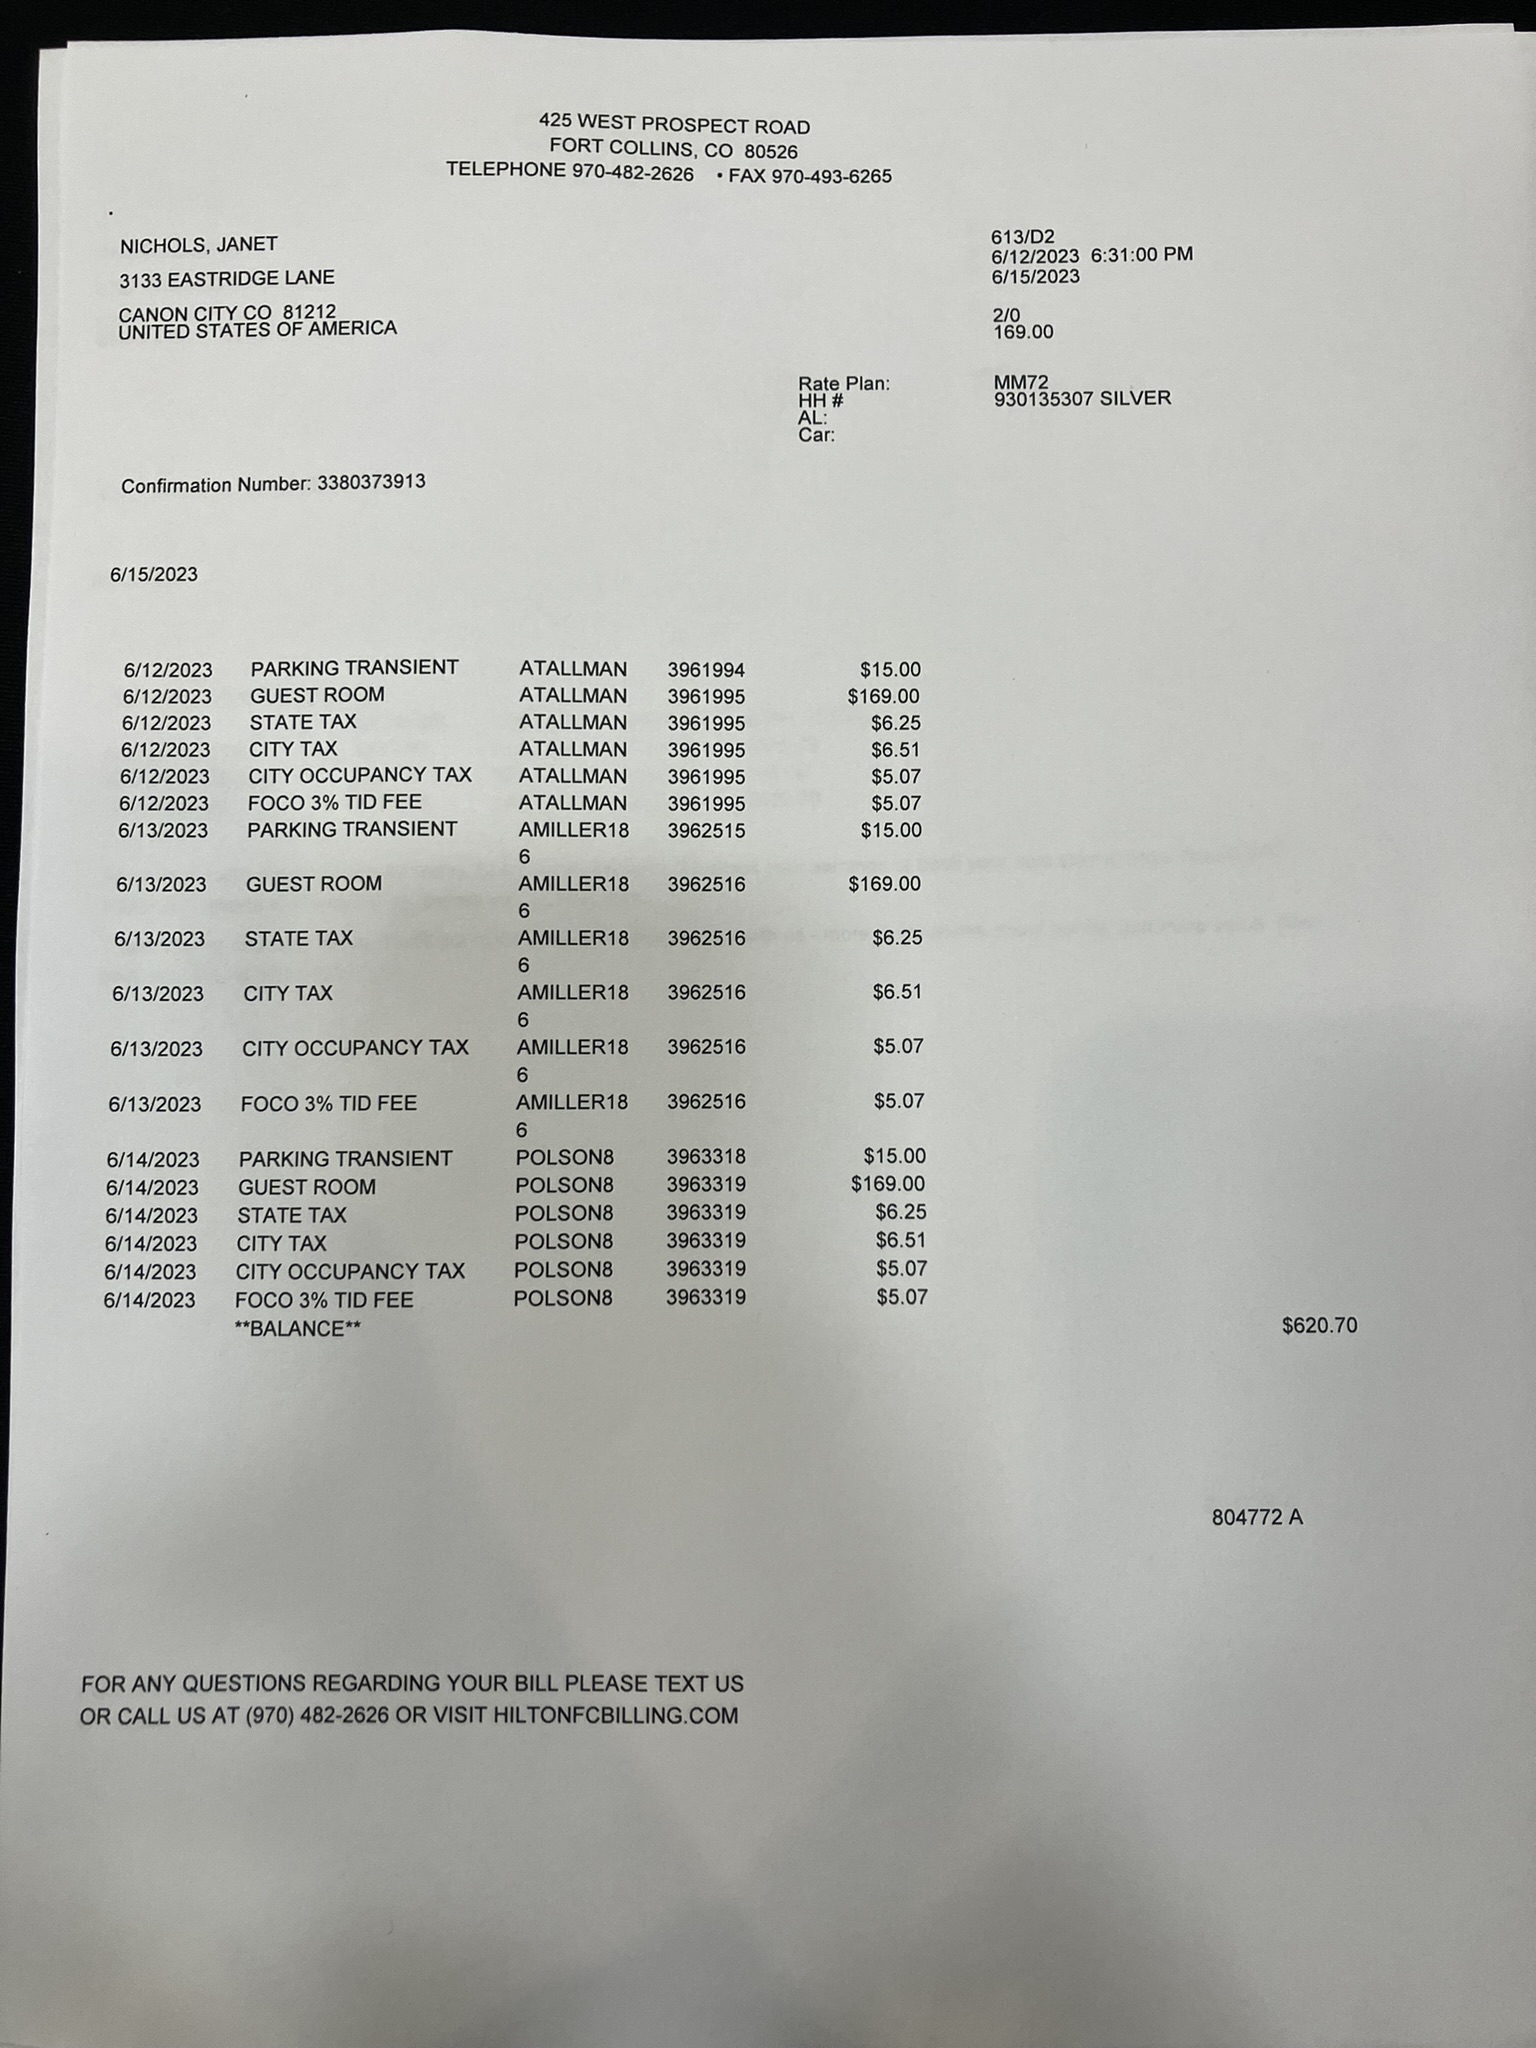 425 WEST PROSPECT ROAD
FORT COLLINS, CO 80526
TELEPHONE 970-482-2626 • FAX 970-493-6265
NICHOLS, JANET
3133 EASTRIDGE LANE
CANON CITY CO 81212
UNITED STATES OF AMERICA
613/D2
6/12/2023 6:31:00 PM
6/15/2023
2/0
169.00
Rate Plan: MM72
HH # 930135307 SILVER
AL:
Car:
Confirmation Number: 3380373913
6/15/2023
6/12/2023 PARKING TRANSIENT ATALLMAN 3961994 $15.00
6/12/2023 GUEST ROOM ATALLMAN 3961995 $169.00
6/12/2023 STATE TAX ATALLMAN 3961995 $6.25
6/12/2023 CITY TAX ATALLMAN 3961995 $6.51
6/12/2023 CITY OCCUPANCY TAX ATALLMAN 3961995 $5.07
6/12/2023 FOCO 3% TID FEE ATALLMAN 3961995 $5.07
6/13/2023 PARKING TRANSIENT AMILLER18 3962515 $15.00
6
6/13/2023 GUEST ROOM AMILLER18 3962516 $169.00
6
6/13/2023 STATE TAX AMILLER18 3962516 $6.25
6
6/13/2023 CITY TAX AMILLER18 3962516 $6.51
6
6/13/2023 CITY OCCUPANCY TAX AMILLER18 3962516 $5.07
6
6/13/2023 FOCO 3% TID FEE AMILLER18 3962516 $5.07
6
6/14/2023 PARKING TRANSIENT POLSON8 3963318 $15.00
6/14/2023 GUEST ROOM POLSON8 3963319 $169.00
6/14/2023 STATE TAX POLSON8 3963319 $6.25
6/14/2023 CITY TAX POLSON8 3963319 $6.51
6/14/2023 CITY OCCUPANCY TAX POLSON8 3963319 $5.07
6/14/2023 FOCO 3% TID FEE POLSON8 3963319 $5.07
**BALANCE** $620.70
804772 A
FOR ANY QUESTIONS REGARDING YOUR BILL PLEASE TEXT US
OR CALL US AT (970) 482-2626 OR VISIT HILTONFCBILLING.COM